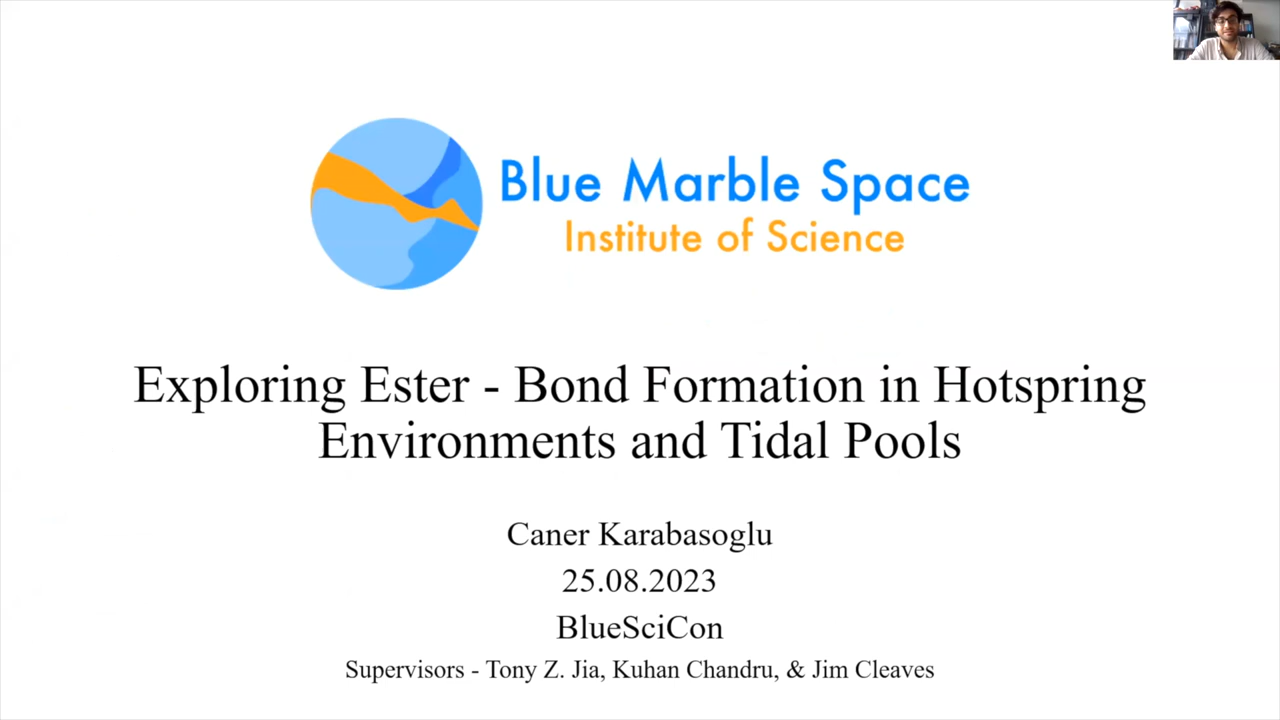 Blue Marble Space
Institute of Science
Exploring Ester - Bond Formation in Hotspring
Environments and Tidal Pools
Caner Karabasoglu
25.08.2023
BlueSciCon
Supervisors - Tony Z. Jia, Kuhan Chandru, & Jim Cleaves